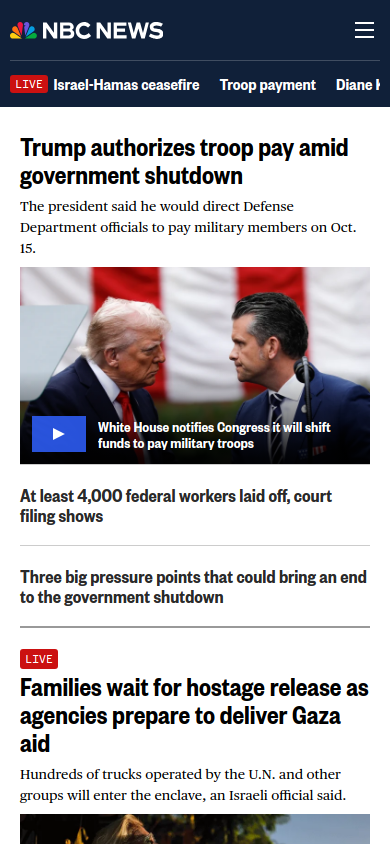 NBC NEWS
LIVE Israel-Hamas ceasefire Troop payment Diane
Trump authorizes troop pay amid
government shutdown
The president said he would direct Defense
Department officials to pay military members on Oct.
15.
White House notifies Congress it will shift
funds to pay military troops
At least 4,000 federal workers laid off, court
filing shows
Three big pressure points that could bring an end
to the government shutdown
LIVE
Families wait for hostage release as
agencies prepare to deliver Gaza
aid
Hundreds of trucks operated by the U.N. and other
groups will enter the enclave, an Israeli official said.